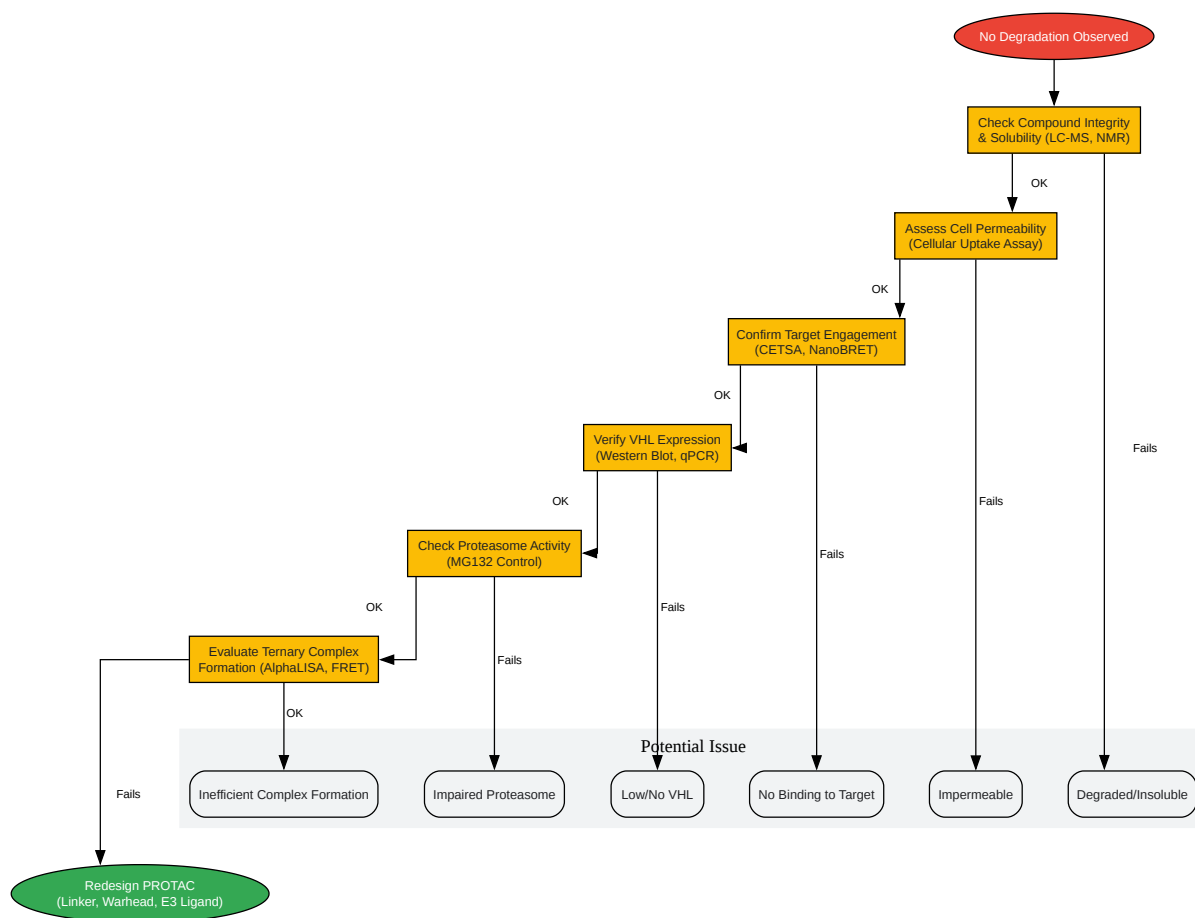 No Degradation Observed
Check Compound Integrity
& Solubility (LC-MS, NMR)
OK
Assess Cell Permeability
(Cellular Uptake Assay)
OK
Confirm Target Engagement
(CETSA, NanoBRET)
OK
Verify VHL Expression
(Western Blot, qPCR)
Fails
OK
Fails
Check Proteasome Activity
(MG132 Control)
Fails
OK
Fails
Evaluate Ternary Complex
Formation (AlphaLISA, FRET)
Fails
OK
Potential Issue
Inefficient Complex Formation
Impaired Proteasome
Low/No VHL
No Binding to Target
Impermeable
Degraded/Insoluble
Fails
Redesign PROTAC
(Linker, Warhead, E3 Ligand)